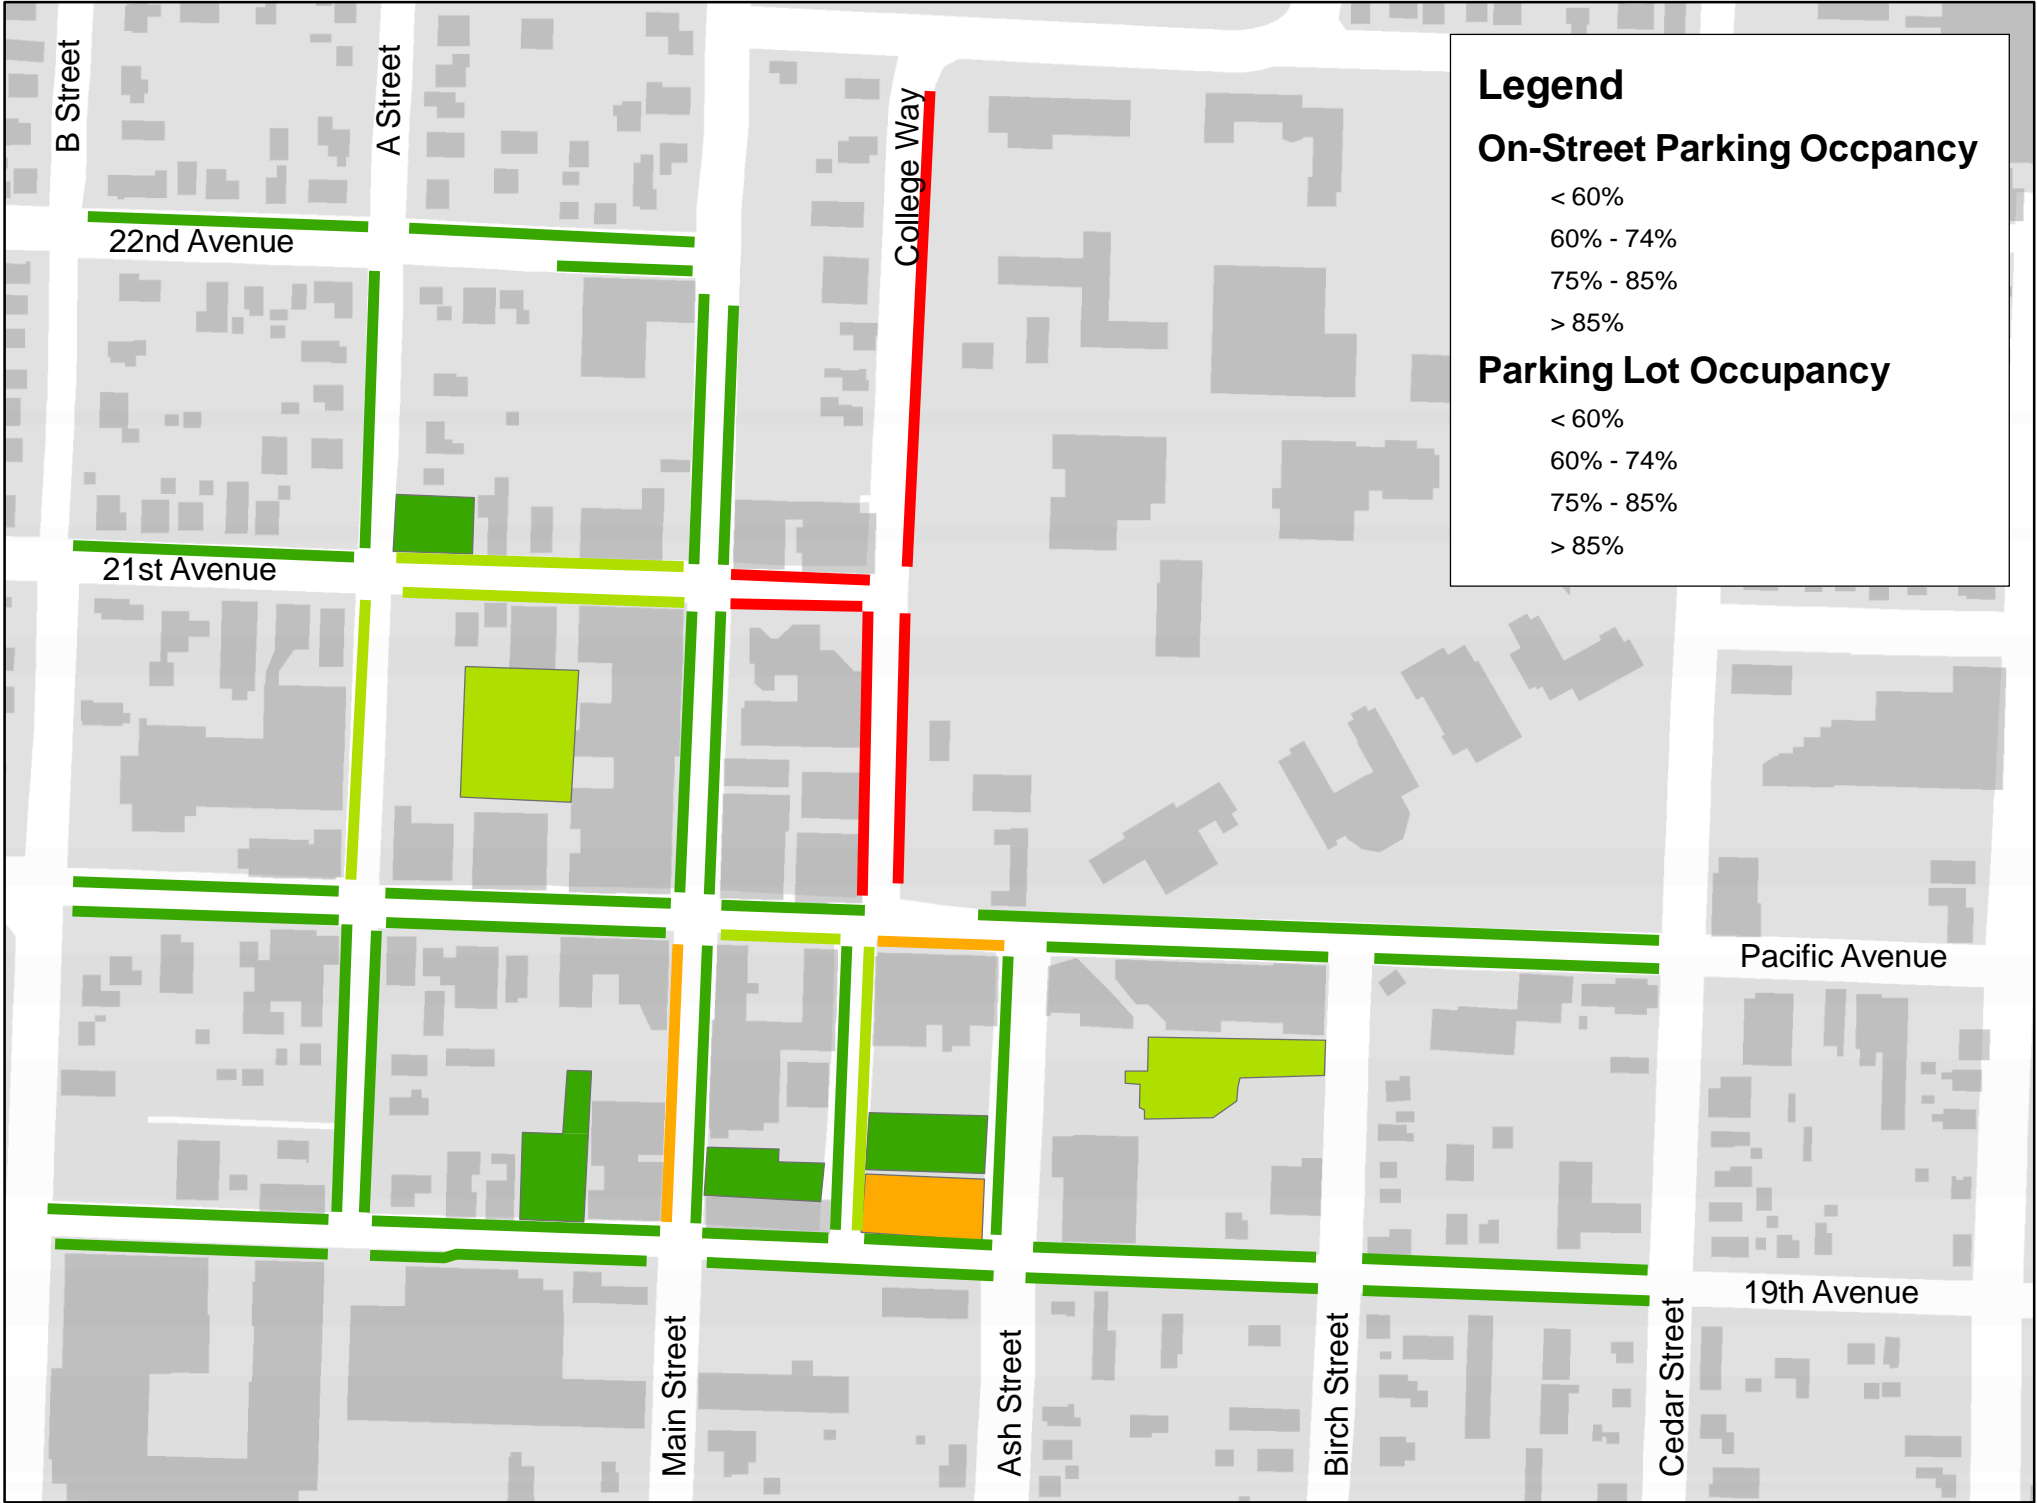 B Street
A Street
College Way
Legend
On-Street Parking Occpancy
< 60%
60% - 74%
75% - 85%
> 85%
Parking Lot Occupancy
< 60%
60% - 74%
75% - 85%
> 85%
22nd Avenue
21st Avenue
Pacific Avenue
19th Avenue
Main Street
Ash Street
Birch Street
Cedar Street